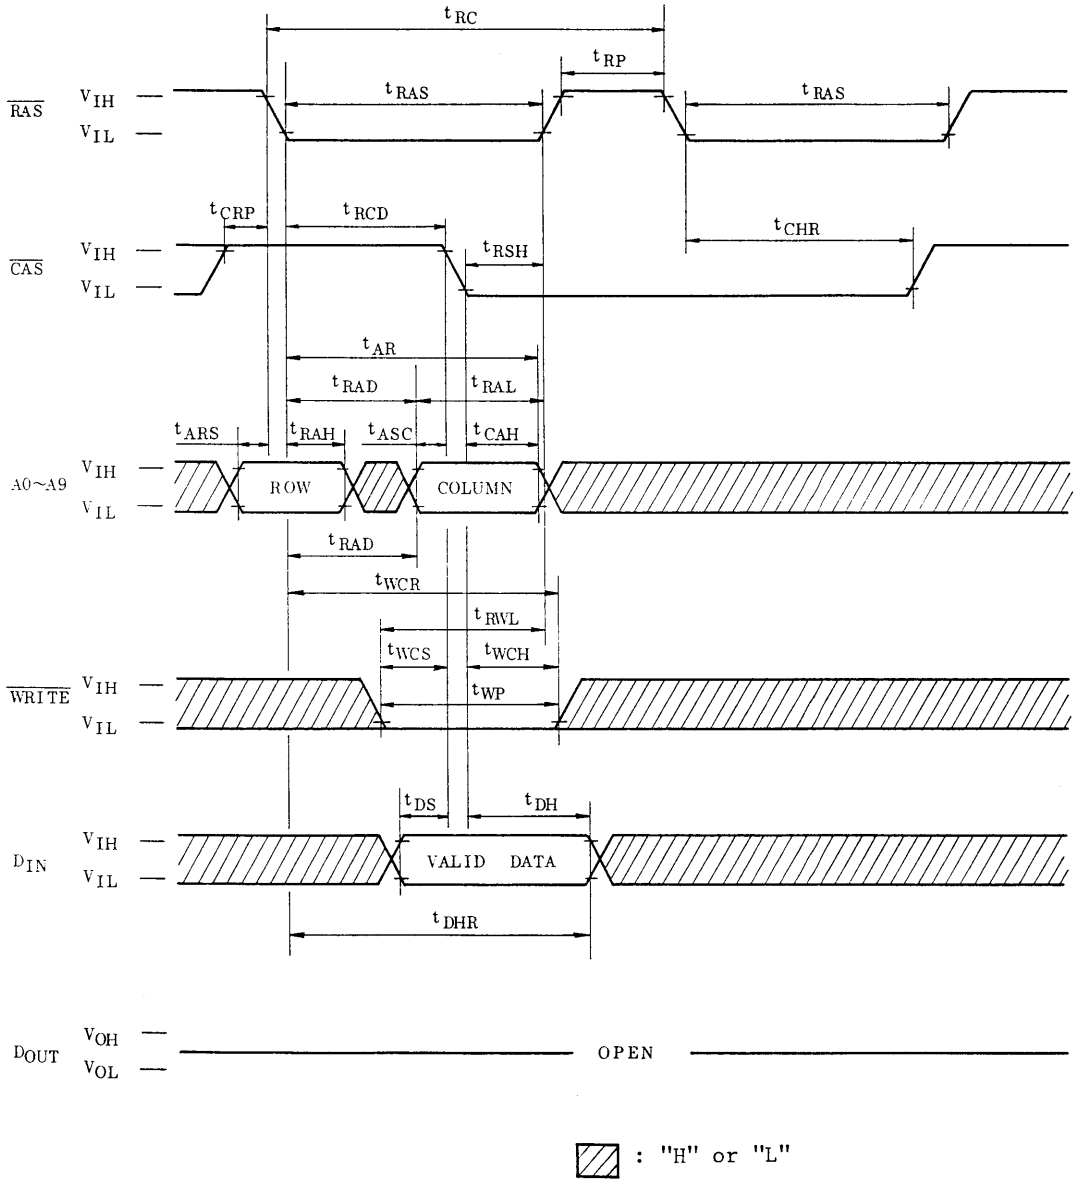 tRC
tRP
RAS VIH tRAS tRAS
VIL
tCRP tRCD
tCHR
CAS VIH tRSH
VIL
tAR
tRAD tRAL
tARS tRAH tASC tCAH
A0~A9 VIH ROW COLUMN
VIL
tRAD
tWCR
tRWL
tWCS tWCH
WRITE VIH tWP
VIL
tDS tDH
DIN VIH VALID DATA
VIL
tDHR
DOUT VOH OPEN
VOL
: "H" or "L"